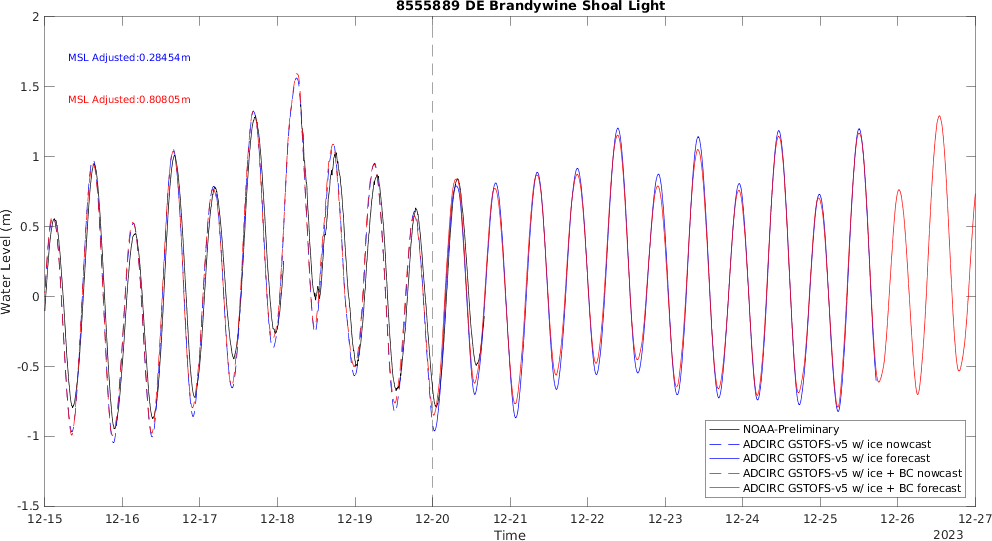 8555889 DE Brandywine Shoal Light
MSL Adjusted:0.28454m
MSL Adjusted:0.80805m
Water Level (m)
2
1.5
1
0.5
0
-0.5
-1
-1.5
NOAA-Preliminary
ADCIRC GSTOFS-v5 w/ ice nowcast
ADCIRC GSTOFS-v5 w/ ice forecast
ADCIRC GSTOFS-v5 w/ ice + BC nowcast
ADCIRC GSTOFS-v5 w/ ice + BC forecast
12-15 12-16 12-17 12-18 12-19 12-20 12-21 12-22 12-23 12-24 12-25 12-26 12-27
Time
2023